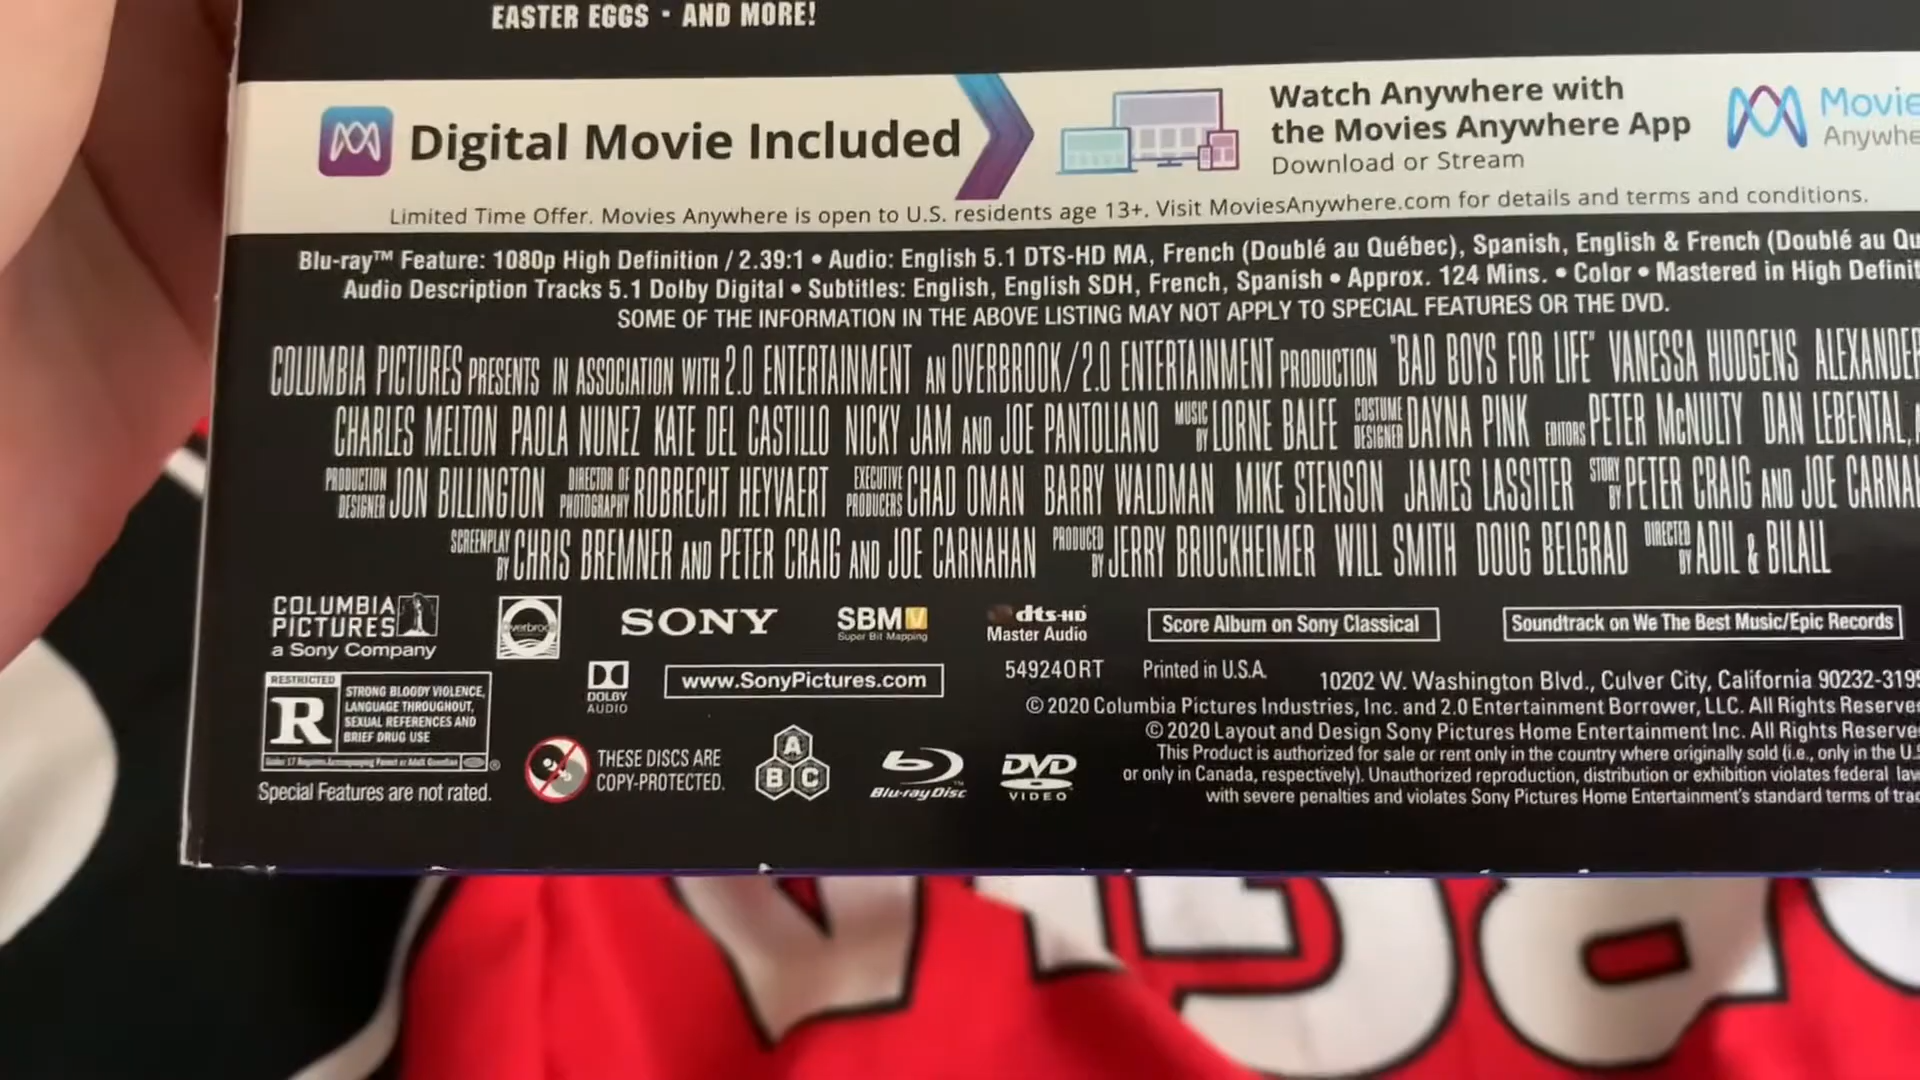 EASTER EGGS · AND MORE!
Digital Movie Included
Watch Anywhere with
the Movies Anywhere App
Download or Stream
Limited Time Offer. Movies Anywhere is open to U.S. residents age 13+. Visit MoviesAnywhere.com for details and terms and conditions.
Blu-ray™ Feature: 1080p High Definition / 2.39:1 • Audio: English 5.1 DTS-HD MA, French (Doublé au Québec), Spanish, English & French (Doublé au
Audio Description Tracks 5.1 Dolby Digital • Subtitles: English, English SDH, French, Spanish • Approx. 124 Mins. • Color • Mastered in High
SOME OF THE INFORMATION IN THE ABOVE LISTING MAY NOT APPLY TO SPECIAL FEATURES OR THE DVD.
COLUMBIA PICTURES PRESENTS IN ASSOCIATION WITH 2.0 ENTERTAINMENT AN OVERBROOK/2.0 ENTERTAINMENT PRODUCTION "BAD BOYS FOR LIFE" VANESSA HUDGENS ALEXANDER
CHARLES MELTON PAOLA NUNEZ KATE DEL CASTILLO NICKY JAM AND JOE PANTOLIANO MUSIC BY LORNE BALFE COSTUME DESIGNER DAYNA PINK EDITORS PETER McNULTY DAN LEBENTAL,
PRODUCTION DESIGNER JON BILLINGTON DIRECTOR OF PHOTOGRAPHY ROBRECHT HEYVAERT EXECUTIVE PRODUCERS CHAD OMAN BARRY WALDMAN MIKE STENSON JAMES LASSITER STORY BY PETER CRAIG AND JOE
SCREENPLAY BY CHRIS BREMNER AND PETER CRAIG AND JOE CARNAHAN PRODUCED BY JERRY BRUCKHEIMER WILL SMITH DOUG BELGRAD DIRECTED BY ADIL & BILALL
COLUMBIA
PICTURES
a Sony Company
SONY
SBMV
Super Bit Mapping
dts-HD
Master Audio
Score Album on Sony Classical
Soundtrack on We The Best Music/Epic Records
RESTRICTED
R
STRONG BLOODY VIOLENCE,
LANGUAGE THROUGHOUT,
SEXUAL REFERENCES AND
BRIEF DRUG USE
Under 17 Requires Accompanying Parent or Adult Guardian
Special Features are not rated.
DOLBY
AUDIO
www.SonyPictures.com
549240RT
Printed in U.S.A.
10202 W. Washington Blvd., Culver City, California
© 2020 Columbia Pictures Industries, Inc. and 2.0 Entertainment Borrower, LLC. All Rights
© 2020 Layout and Design Sony Pictures Home Entertainment Inc. All Rights
This Product is authorized for sale or rent only in the country where originally sold (i.e., only in the
or only in Canada, respectively). Unauthorized reproduction, distribution or exhibition violates federal
with severe penalties and violates Sony Pictures Home Entertainment's standard terms of
THESE DISCS ARE
COPY-PROTECTED.
A
B C
Blu-ray Disc
DVD
VIDEO